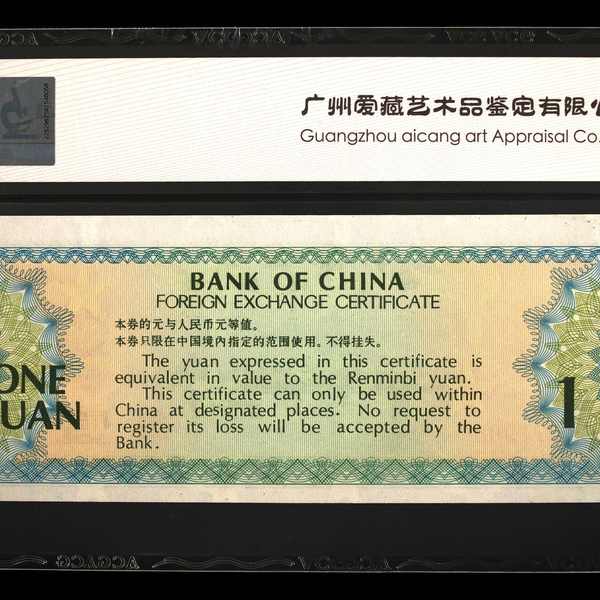 广州爱藏艺术品鉴定有限
Guangzhou aicang art Appraisal Co.
BANK OF CHINA
FOREIGN EXCHANGE CERTIFICATE
本券的元与人民币元等值。
本券只限在中国境内指定的范围使用。不得挂失。
The yuan expressed in this certificate is
equivalent in value to the Renminbi yuan.
This certificate can only be used within
China at designated places. No request to
register its loss will be accepted by the
Bank.
ONE
YUAN
1